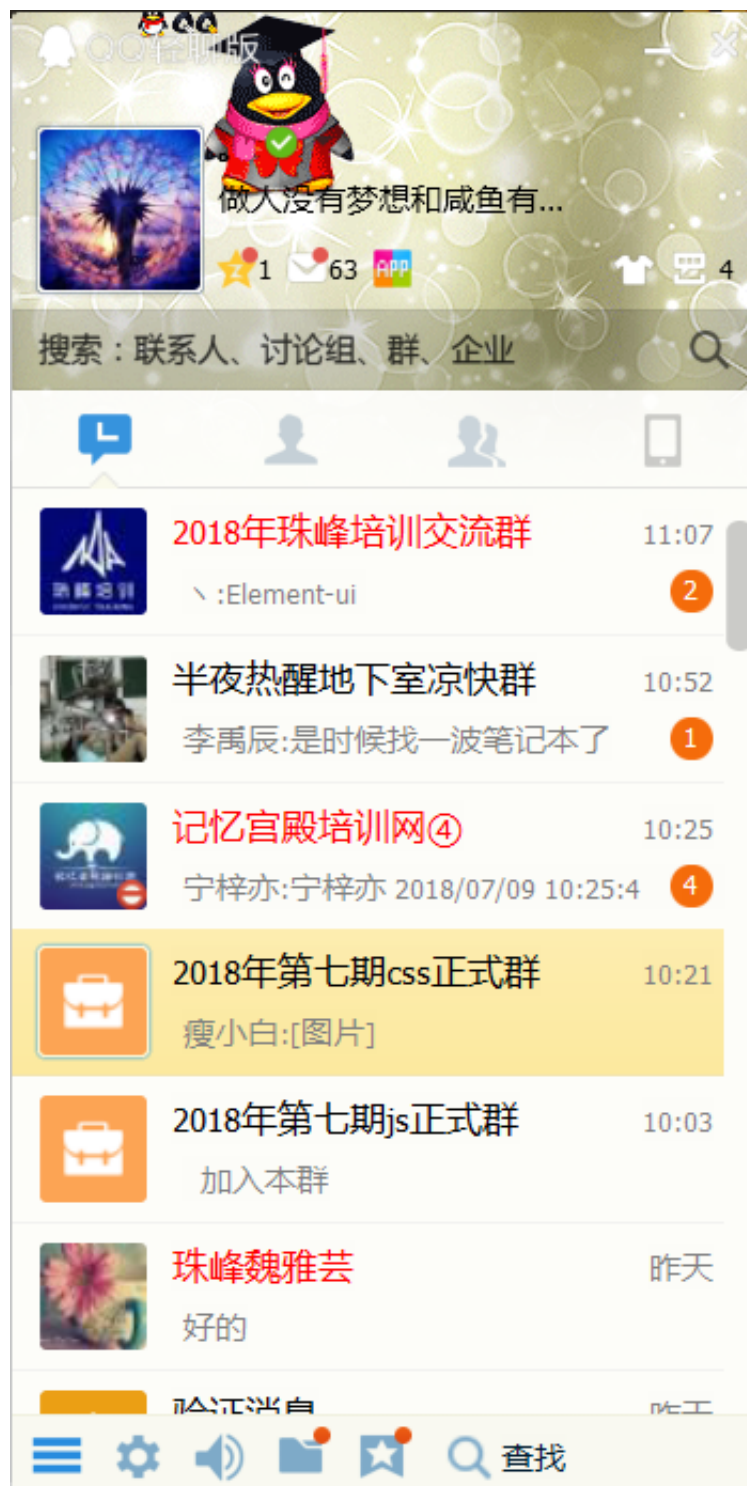 QQ轻聊版
做人没有梦想和咸鱼有...
1
63
APP
4
搜索：联系人、讨论组、群、企业
2018年珠峰培训交流群
11:07
丶:Element-ui
2
半夜热醒地下室凉快群
10:52
李禹辰:是时候找一波笔记本了
1
记忆宫殿培训网④
10:25
宁梓亦:宁梓亦 2018/07/09 10:25:4
4
2018年第七期css正式群
10:21
瘦小白:[图片]
2018年第七期js正式群
10:03
加入本群
珠峰魏雅芸
昨天
好的
验证消息
昨天
查找